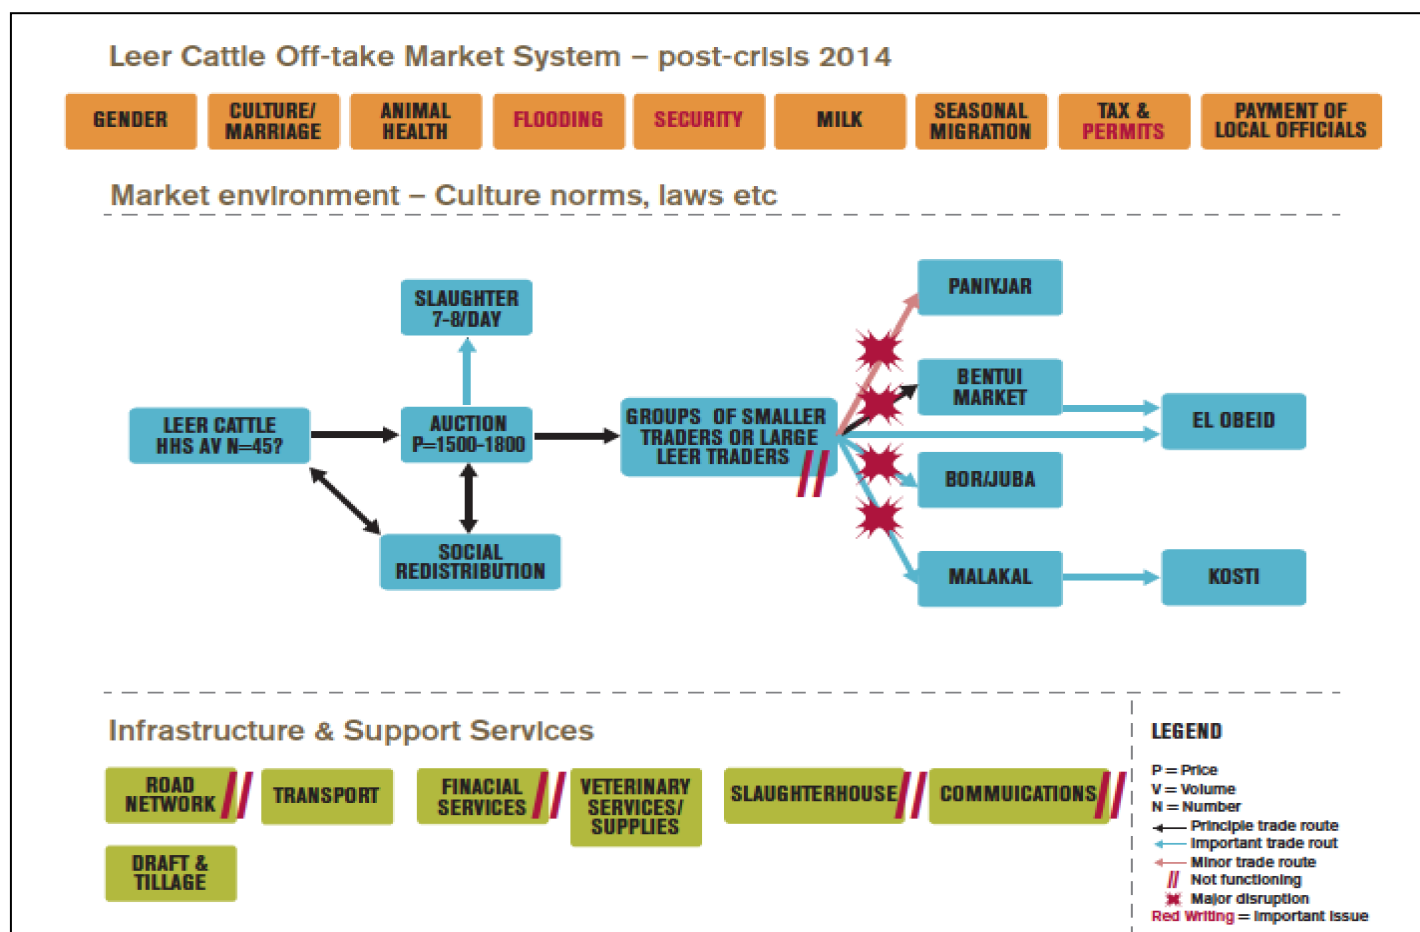 Leer Cattle Off-take Market System – post-crisis 2014
GENDER
CULTURE/
MARRIAGE
ANIMAL
HEALTH
FLOODING
SECURITY
MILK
SEASONAL
MIGRATION
TAX &
PERMITS
PAYMENT OF
LOCAL OFFICIALS
Market environment – Culture norms, laws etc
SLAUGHTER
7-8/DAY
LEER CATTLE
HHS AV N=45?
AUCTION
P=1500-1800
SOCIAL
REDISTRIBUTION
GROUPS OF SMALLER
TRADERS OR LARGE
LEER TRADERS
PANIYJAR
BENTUI
MARKET
EL OBEID
BOR/JUBA
MALAKAL
KOSTI
Infrastructure & Support Services
ROAD
NETWORK
TRANSPORT
FINACIAL
SERVICES
VETERINARY
SERVICES/
SUPPLIES
SLAUGHTERHOUSE
COMMUICATIONS
DRAFT &
TILLAGE
LEGEND
P = Price
V = Volume
N = Number
Principle trade route
Important trade rout
Minor trade route
Not functioning
Major disruption
Red Writing = Important Issue